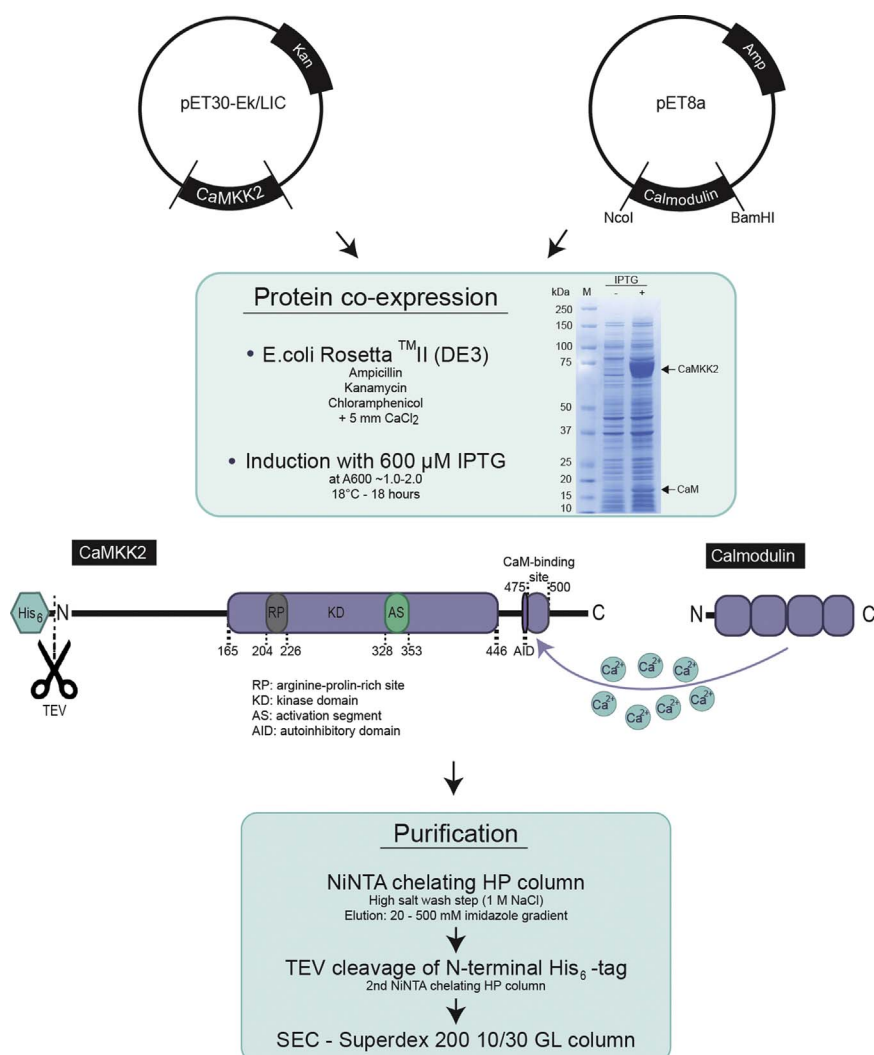 Kan
pET30-Ek/LIC
CaMKK2
Amp
pET8a
Calmodulin
NcoI
BamHI
Protein co-expression
• E.coli Rosetta ™II (DE3)
Ampicillin
Kanamycin
Chloramphenicol
+ 5 mm CaCl₂
• Induction with 600 µM IPTG
at A600 ~1.0-2.0
18°C - 18 hours
IPTG
kDa M - +
250
150
100
75
50
37
25
20
15
10
CaMKK2
CaM
CaMKK2
CaM-binding
site
475 500
Calmodulin
His₆
N
RP
KD
AS
C
N
C
165
204
226
328
353
446
AID
TEV
Ca²⁺
Ca²⁺
Ca²⁺
Ca²⁺
Ca²⁺
Ca²⁺
Ca²⁺
RP: arginine-prolin-rich site
KD: kinase domain
AS: activation segment
AID: autoinhibitory domain
Purification
NiNTA chelating HP column
High salt wash step (1 M NaCl)
Elution: 20 - 500 mM imidazole gradient
TEV cleavage of N-terminal His₆ -tag
2nd NiNTA chelating HP column
SEC - Superdex 200 10/30 GL column